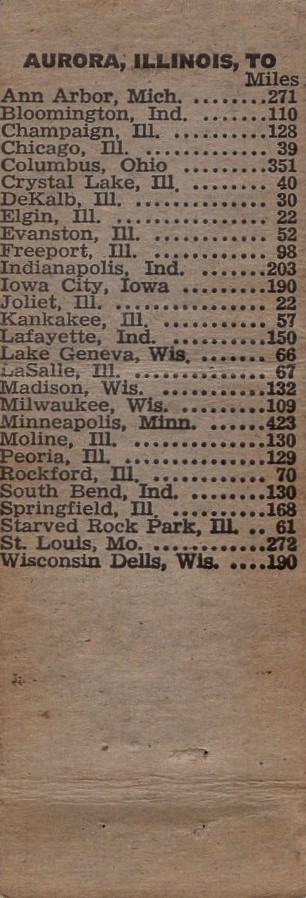 AURORA, ILLINOIS, TO
Miles
Ann Arbor, Mich. ........271
Bloomington, Ind. .......110
Champaign, Ill. ..........128
Chicago, Ill. .............. 39
Columbus, Ohio .........351
Crystal Lake, Ill. ........ 40
DeKalb, Ill. .............. 30
Elgin, Ill. ................ 22
Evanston, Ill. ............ 52
Freeport, Ill. ............ 98
Indianapolis, Ind. .......203
Iowa City, Iowa .........190
Joliet, Ill. ................ 22
Kankakee, Ill. ........... 57
Lafayette, Ind. ..........150
Lake Geneva, Wis. ...... 66
LaSalle, Ill. .............. 67
Madison, Wis. ...........132
Milwaukee, Wis. ........109
Minneapolis, Minn. .....423
Moline, Ill. ..............130
Peoria, Ill. ..............129
Rockford, Ill. ............ 70
South Bend, Ind. .......130
Springfield, Ill. ..........168
Starved Rock Park, Ill. .. 61
St. Louis, Mo. ...........272
Wisconsin Dells, Wis. ....190